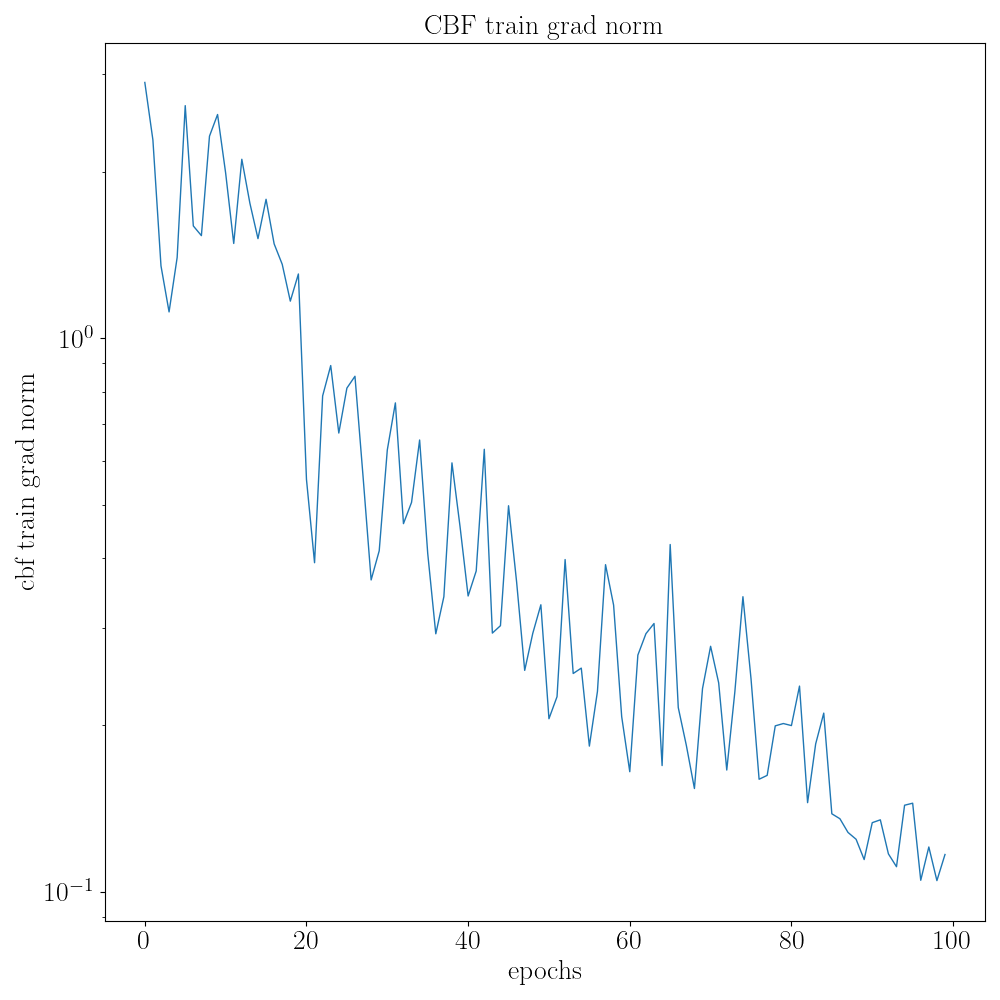 CBF train grad norm
cbf train grad norm
10^0
10^{-1}
0 20 40 60 80 100
epochs